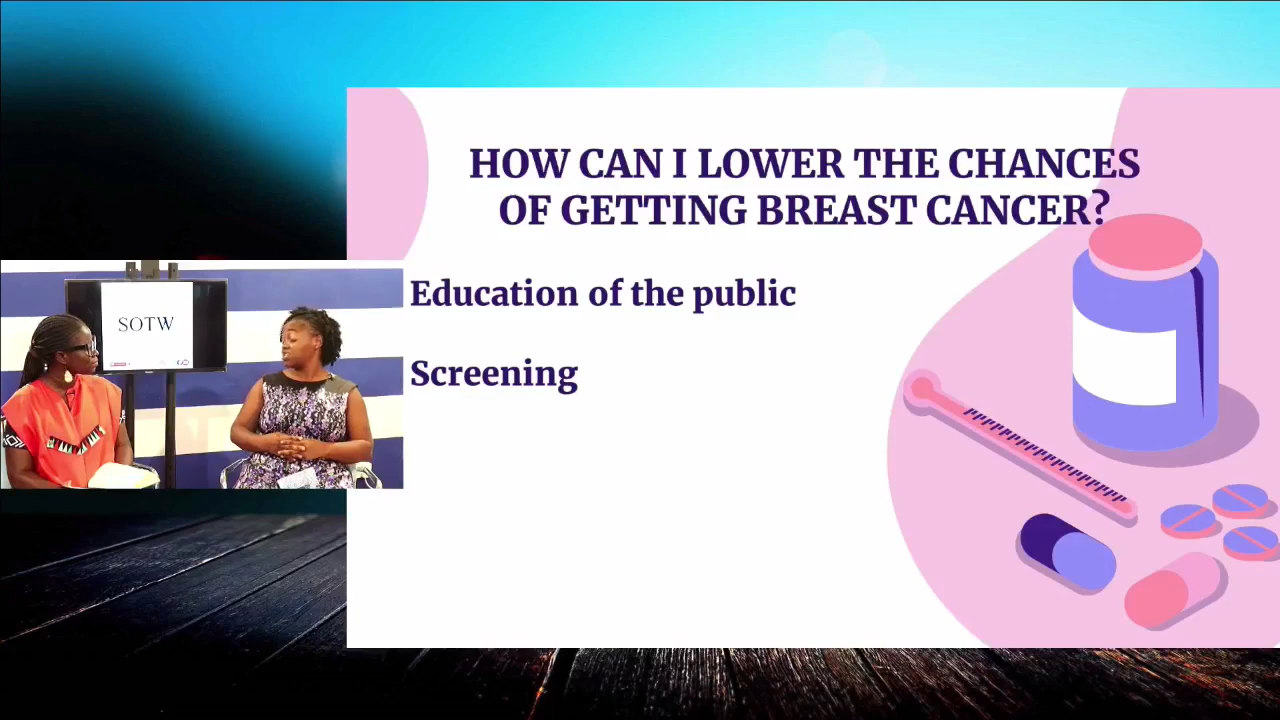 HOW CAN I LOWER THE CHANCES
OF GETTING BREAST CANCER?
Education of the public
Screening
SOTW